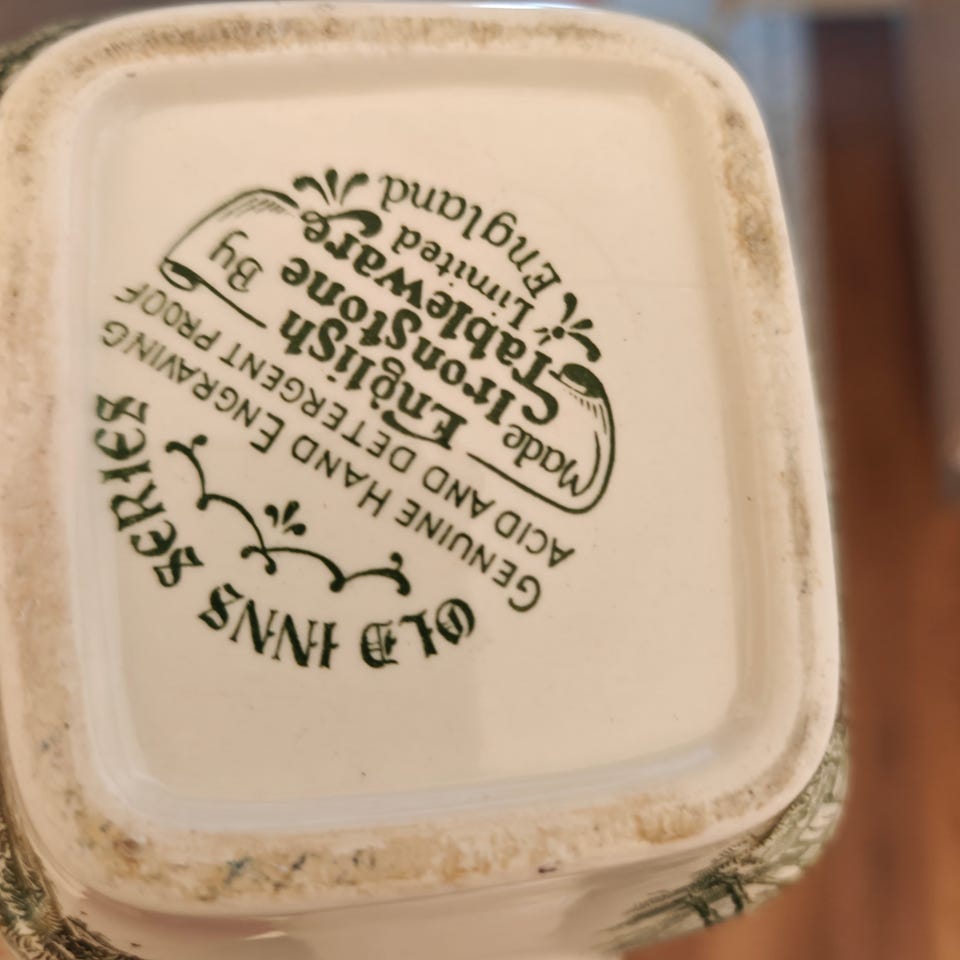 OLD INNS SERIES
GENUINE HAND ENGRAVING
ACID AND DETERGENT PROOF
Made English By
Ironstone
Tableware
Limited
England